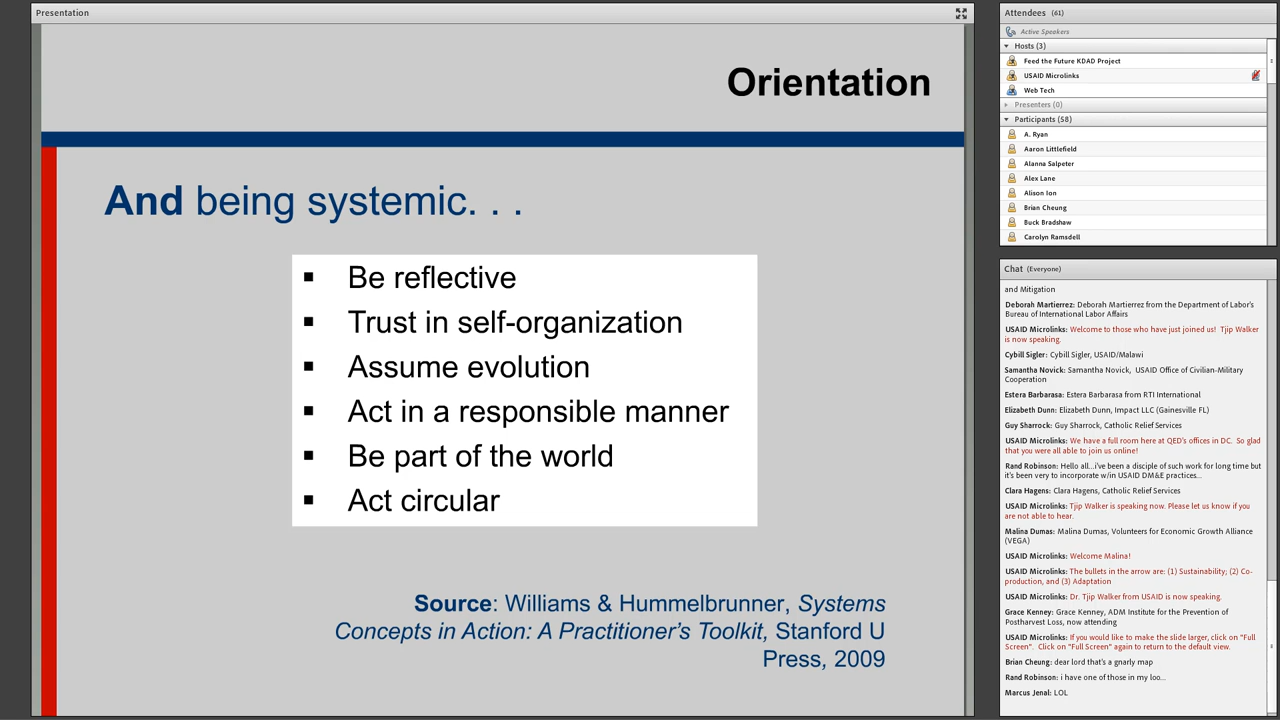 Presentation
Orientation
And being systemic. . .
▪ Be reflective
▪ Trust in self-organization
▪ Assume evolution
▪ Act in a responsible manner
▪ Be part of the world
▪ Act circular
Source: Williams & Hummelbrunner, Systems
Concepts in Action: A Practitioner’s Toolkit, Stanford U
Press, 2009
Attendees (61)
Active Speakers
Hosts (3)
Feed the Future KDAD Project
USAID Microlinks
Web Tech
Presenters (0)
Participants (58)
A. Ryan
Aaron Littlefield
Alanna Salpeter
Alex Lane
Alison Ion
Brian Cheung
Buck Bradshaw
Carolyn Ramsdell
Chat (Everyone)
and Mitigation
Deborah Martierrez: Deborah Martierrez from the Department of Labor's
Bureau of International Labor Affairs
USAID Microlinks: Welcome to those who have just joined us! Tjip Walker
is now speaking.
Cybill Sigler: Cybill Sigler, USAID/Malawi
Samantha Novick: Samantha Novick, USAID Office of Civilian-Military
Cooperation
Estera Barbarasa: Estera Barbarasa from RTI International
Elizabeth Dunn: Elizabeth Dunn, Impact LLC (Gainesville FL)
Guy Sharrock: Guy Sharrock, Catholic Relief Services
USAID Microlinks: We have a full room here at QED's offices in DC. So glad
that you were all able to join us online!
Rand Robinson: Hello all...i've been a disciple of such work for long time but
it's been very to incorporate w/in USAID DM&E practices...
Clara Hagens: Clara Hagens, Catholic Relief Services
USAID Microlinks: Tjip Walker is speaking now. Please let us know if you
are not able to hear.
Malina Dumas: Malina Dumas, Volunteers for Economic Growth Alliance
(VEGA)
USAID Microlinks: Welcome Malina!
USAID Microlinks: The bullets in the arrow are: (1) Sustainability; (2) Co-
production, and (3) Adaptation
USAID Microlinks: Dr. Tjip Walker from USAID is now speaking.
Grace Kenney: Grace Kenney, ADM Institute for the Prevention of
Postharvest Loss, now attending
USAID Microlinks: If you would like to make the slide larger, click on "Full
Screen". Click on "Full Screen" again to return to the default view.
Brian Cheung: dear lord that's a gnarly map
Rand Robinson: i have one of those in my loo...
Marcus Jenal: LOL